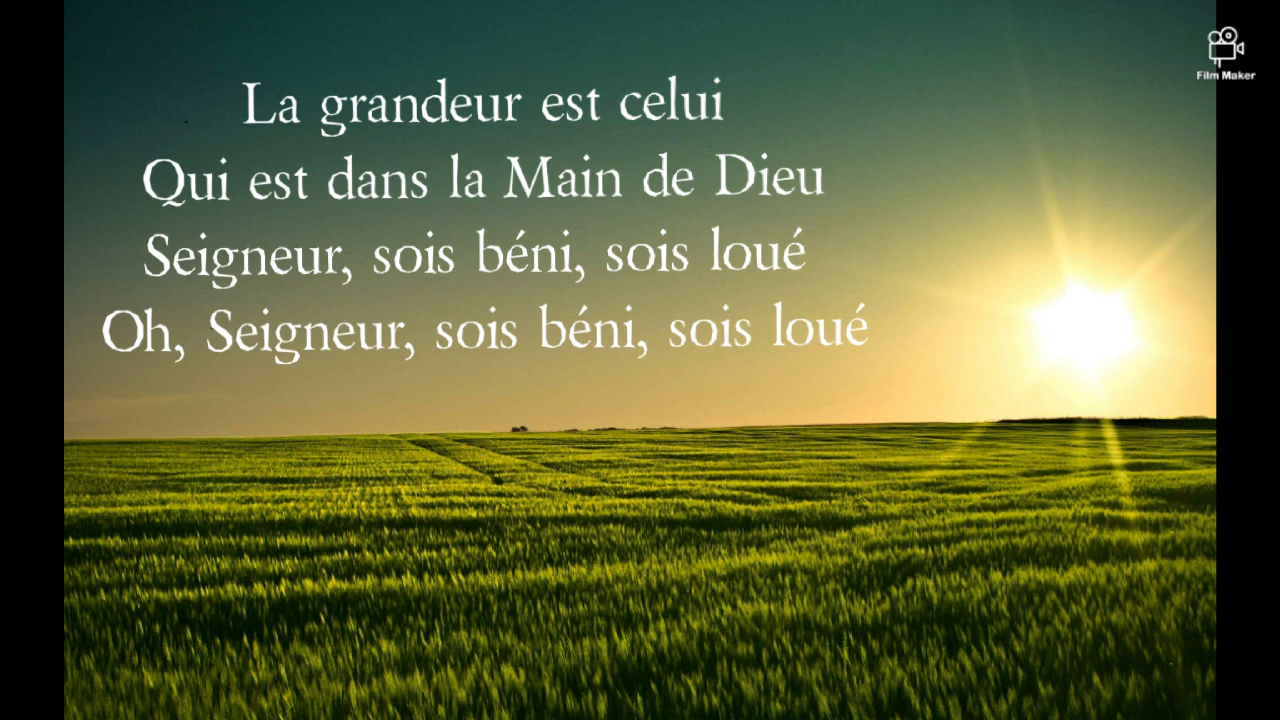 La grandeur est celui
Qui est dans la Main de Dieu
Seigneur, sois béni, sois loué
Oh, Seigneur, sois béni, sois loué
Film Maker